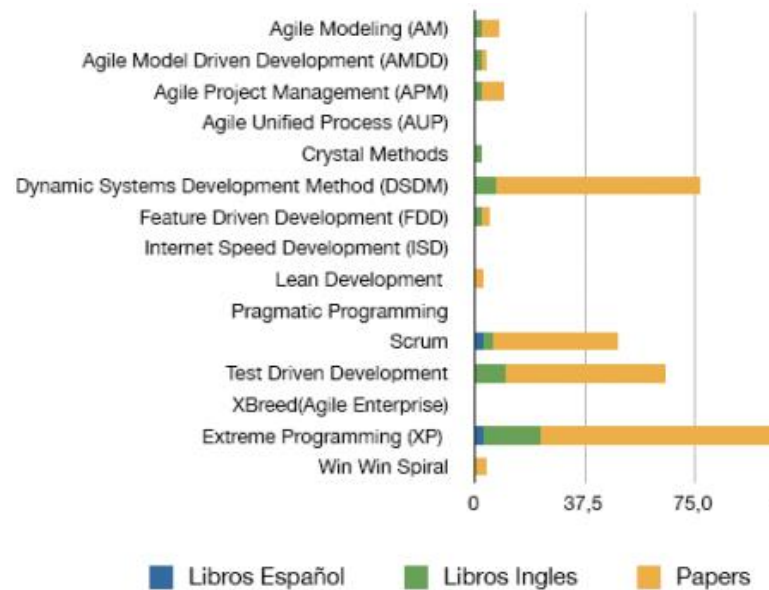 Agile Modeling (AM)
Agile Model Driven Development (AMDD)
Agile Project Management (APM)
Agile Unified Process (AUP)
Crystal Methods
Dynamic Systems Development Method (DSDM)
Feature Driven Development (FDD)
Internet Speed Development (ISD)
Lean Development
Pragmatic Programming
Scrum
Test Driven Development
XBreed(Agile Enterprise)
Extreme Programming (XP)
Win Win Spiral
0 37,5 75,0
Libros Español Libros Ingles Papers